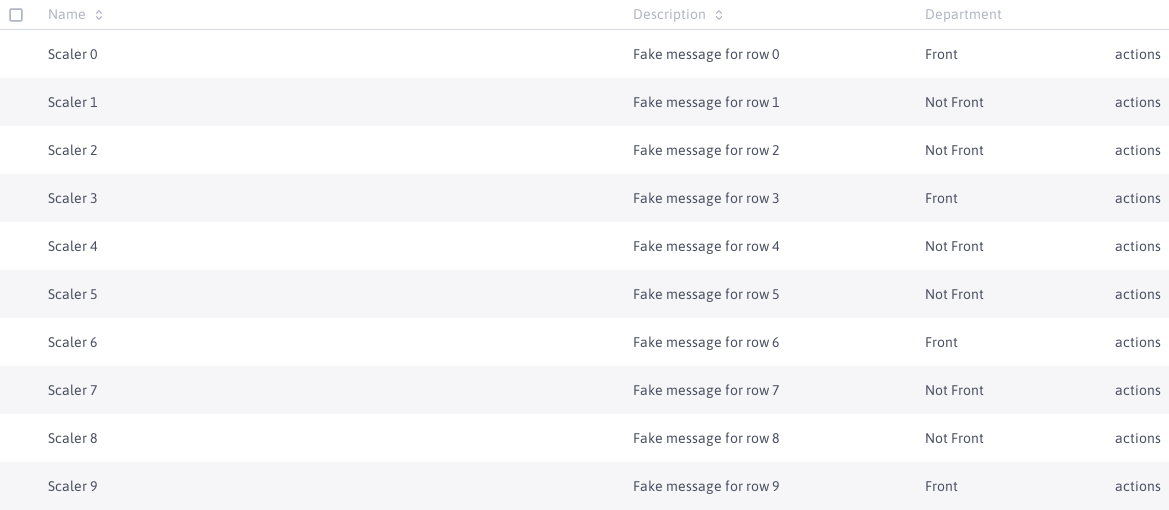 Name Description Department
Scaler 0 Fake message for row 0 Front actions
Scaler 1 Fake message for row 1 Not Front actions
Scaler 2 Fake message for row 2 Not Front actions
Scaler 3 Fake message for row 3 Front actions
Scaler 4 Fake message for row 4 Not Front actions
Scaler 5 Fake message for row 5 Not Front actions
Scaler 6 Fake message for row 6 Front actions
Scaler 7 Fake message for row 7 Not Front actions
Scaler 8 Fake message for row 8 Not Front actions
Scaler 9 Fake message for row 9 Front actions